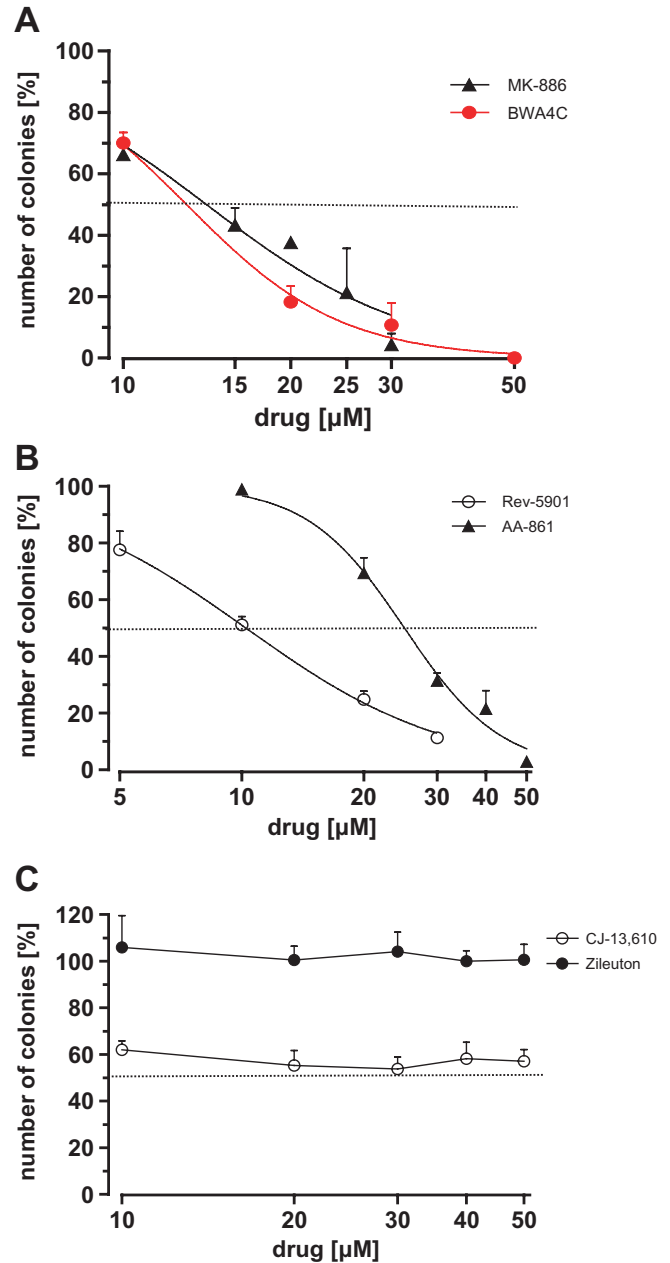 A
number of colonies [%]
100
80
60
40
20
0
MK-886
BWA4C
10 15 20 25 30 50
drug [µM]
B
number of colonies [%]
100
80
60
40
20
0
Rev-5901
AA-861
5 10 20 30 40 50
drug [µM]
C
number of colonies [%]
120
100
80
60
40
20
0
CJ-13,610
Zileuton
10 20 30 40 50
drug [µM]